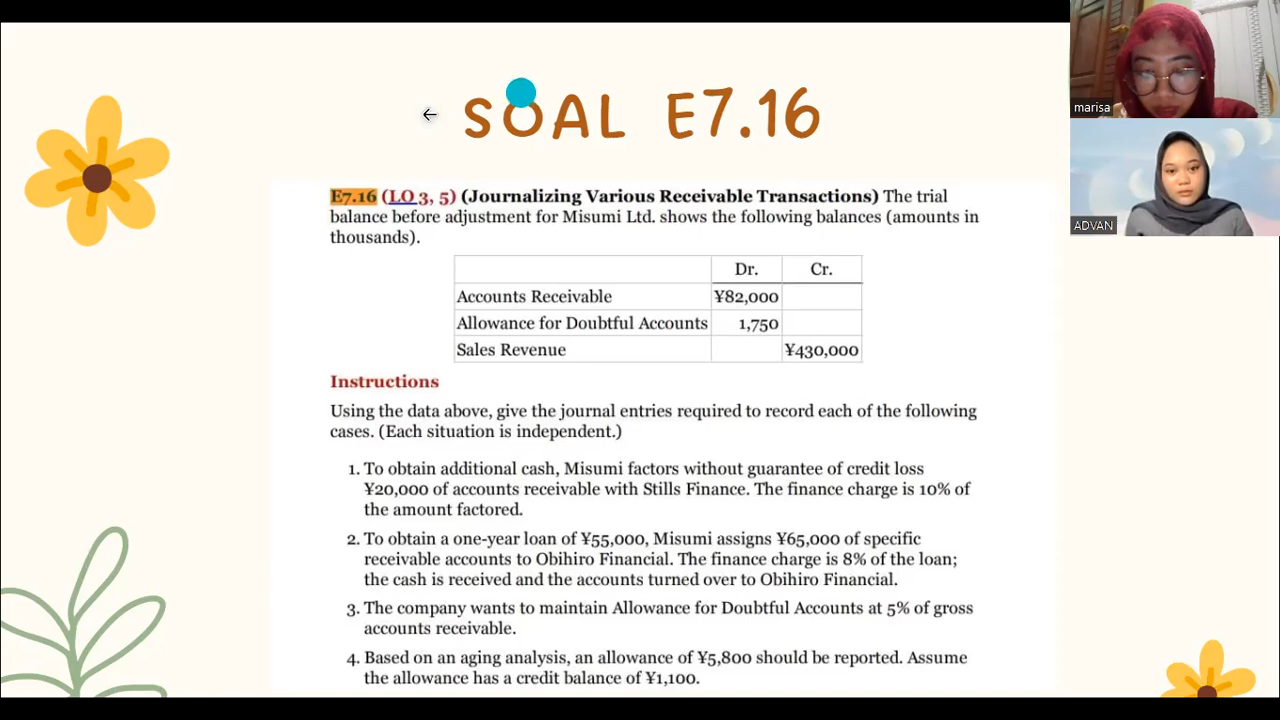 SOAL E7.16
E7.16 (LO 3, 5) (Journalizing Various Receivable Transactions) The trial
balance before adjustment for Misumi Ltd. shows the following balances (amounts in
thousands).
Dr. Cr.
Accounts Receivable ¥82,000
Allowance for Doubtful Accounts 1,750
Sales Revenue ¥430,000
Instructions
Using the data above, give the journal entries required to record each of the following
cases. (Each situation is independent.)
1. To obtain additional cash, Misumi factors without guarantee of credit loss
¥20,000 of accounts receivable with Stills Finance. The finance charge is 10% of
the amount factored.
2. To obtain a one-year loan of ¥55,000, Misumi assigns ¥65,000 of specific
receivable accounts to Obihiro Financial. The finance charge is 8% of the loan;
the cash is received and the accounts turned over to Obihiro Financial.
3. The company wants to maintain Allowance for Doubtful Accounts at 5% of gross
accounts receivable.
4. Based on an aging analysis, an allowance of ¥5,800 should be reported. Assume
the allowance has a credit balance of ¥1,100.
marisa
ADVAN